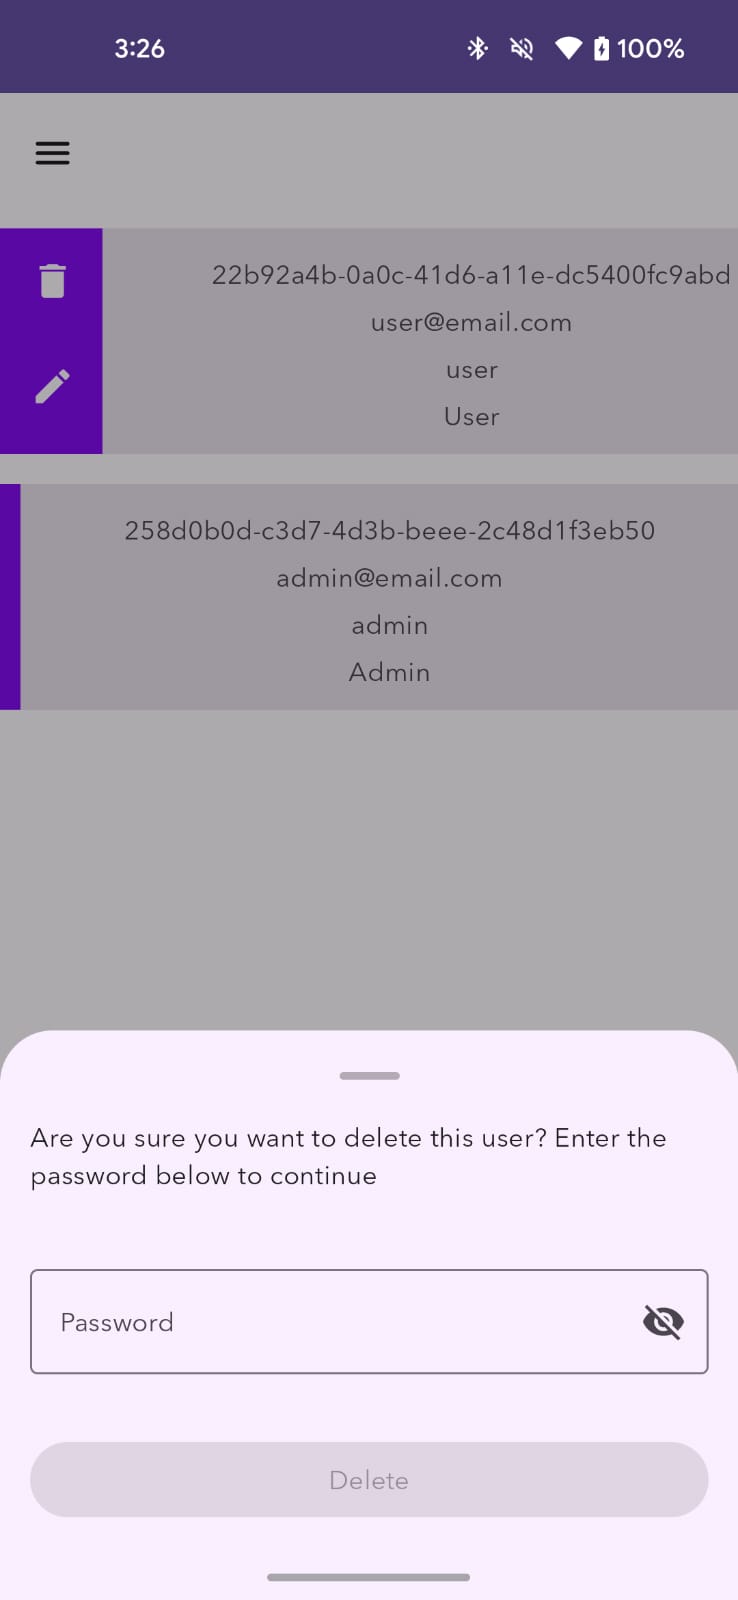 3:26
100%
22b92a4b-0a0c-41d6-a11e-dc5400fc9abd
user@email.com
user
User
258d0b0d-c3d7-4d3b-beee-2c48d1f3eb50
admin@email.com
admin
Admin
Are you sure you want to delete this user? Enter the
password below to continue
Password
Delete